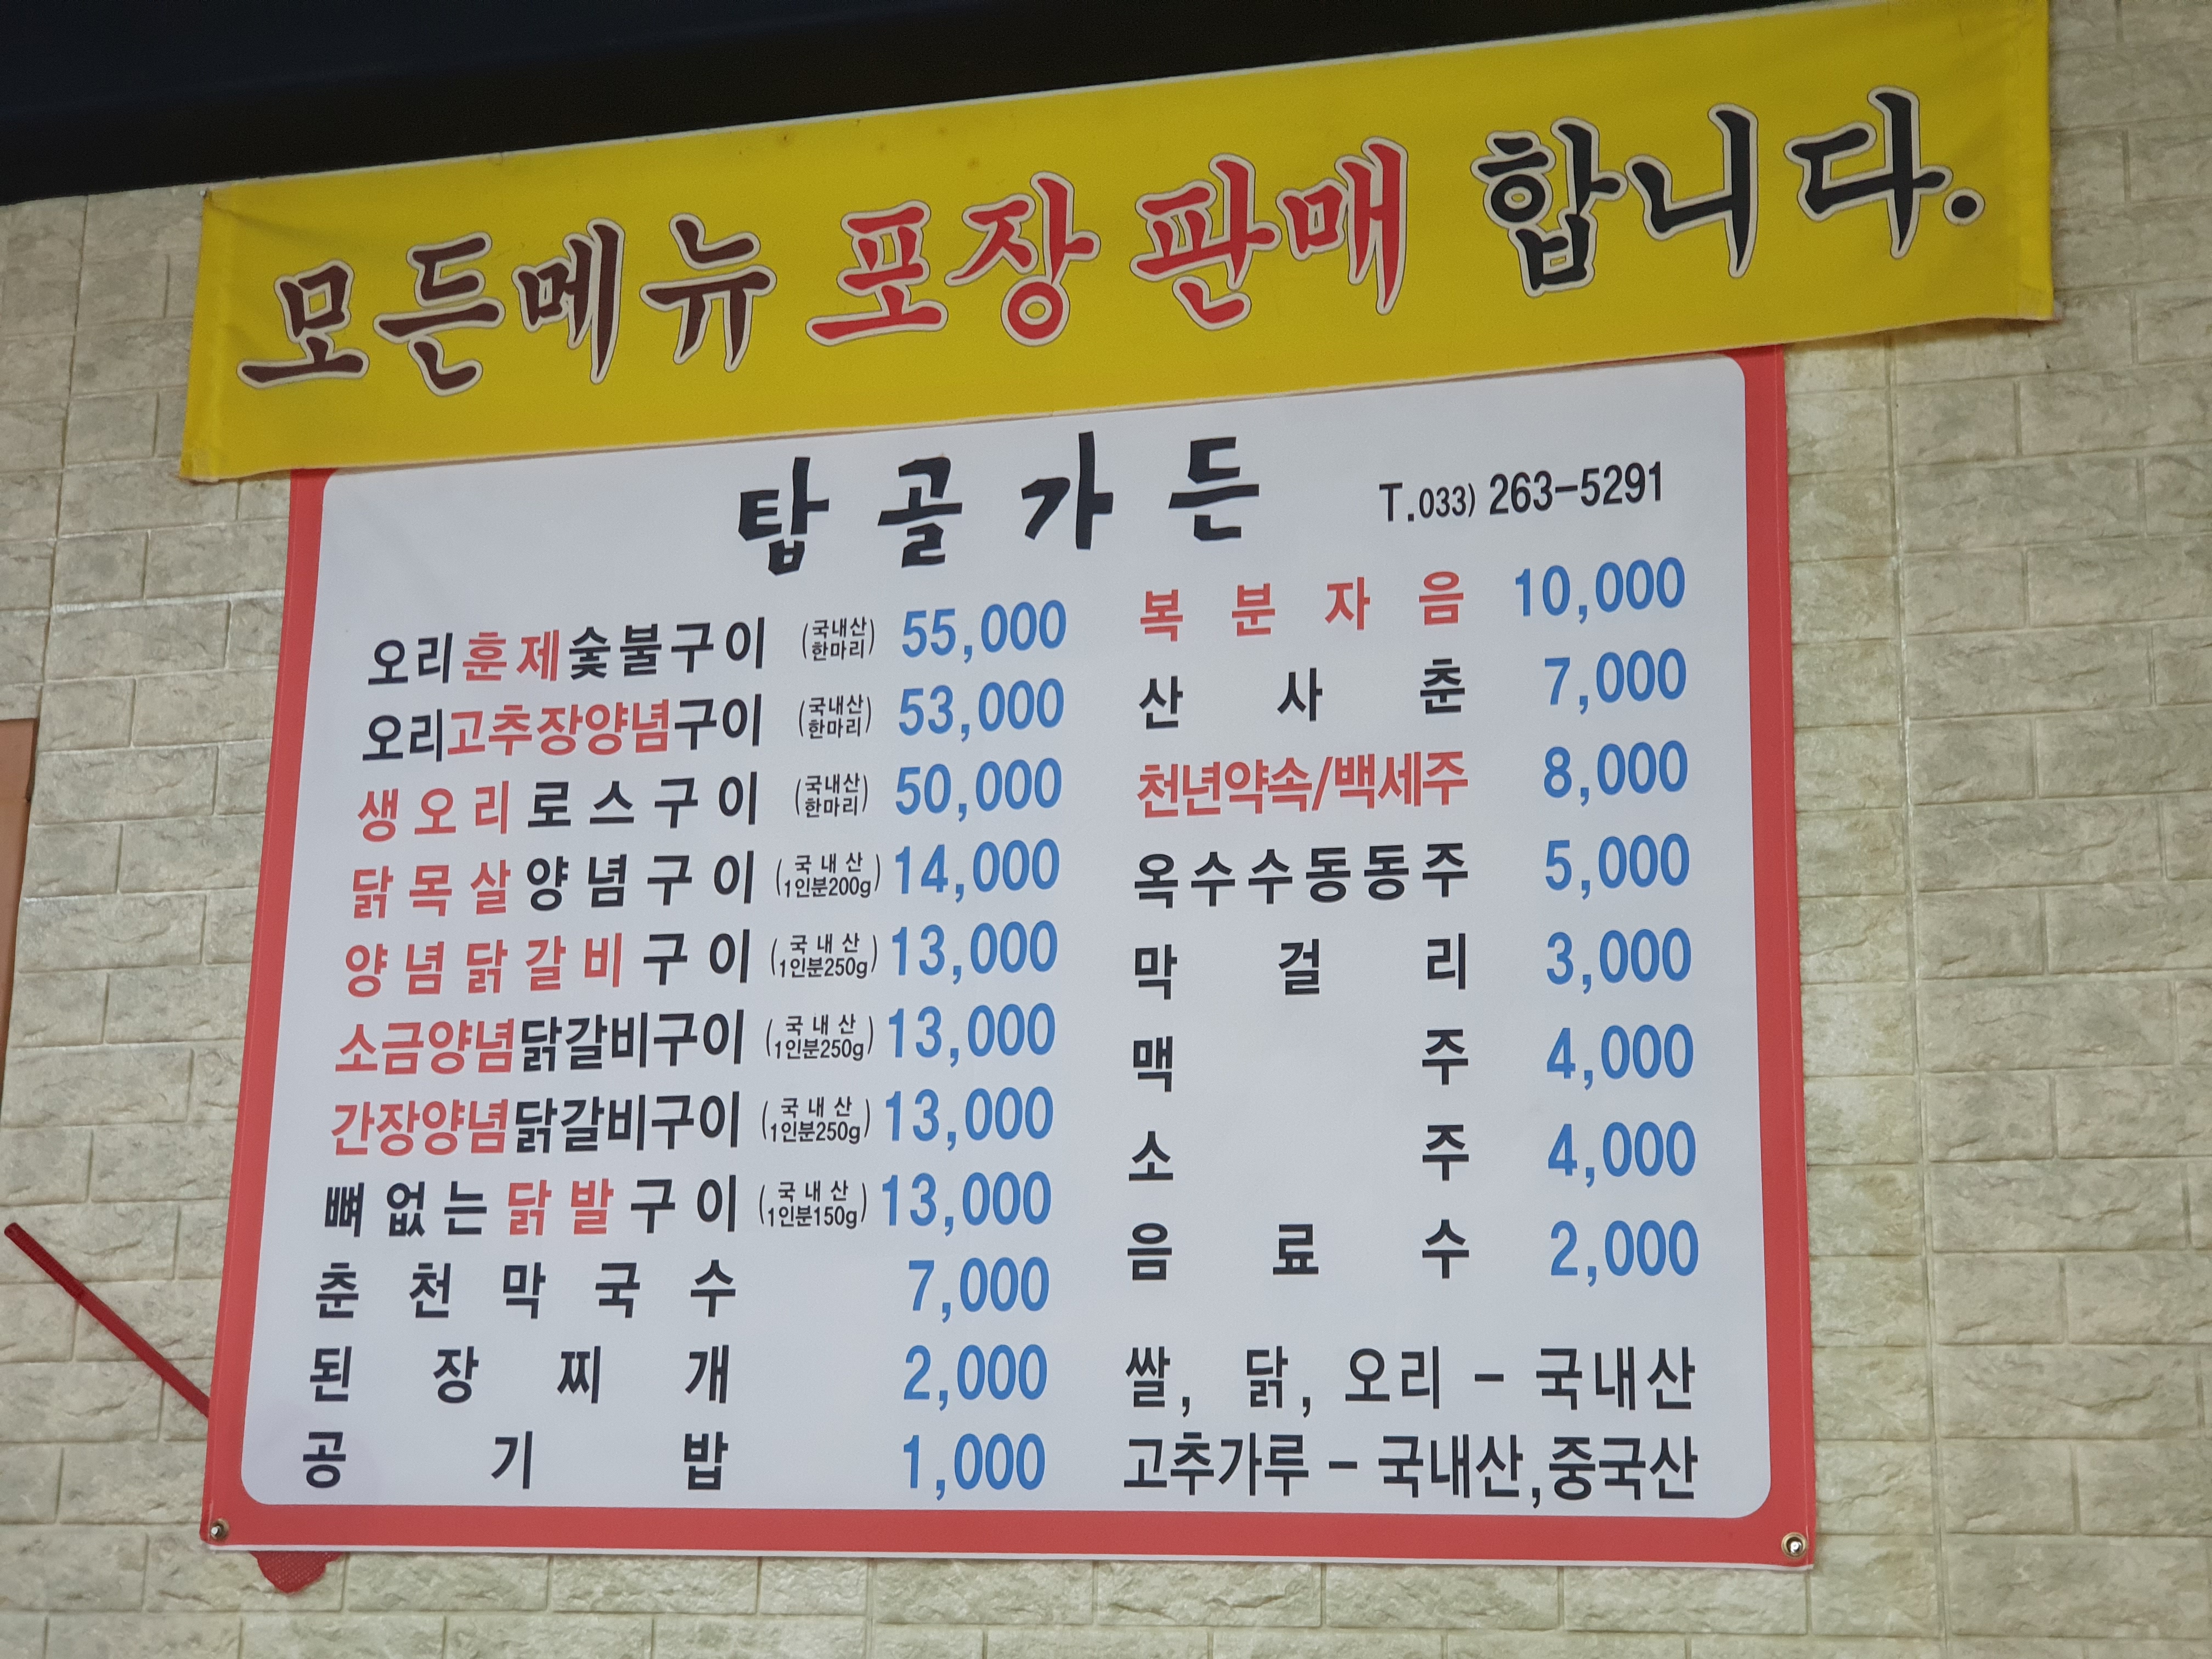 모든메뉴 포장 판매 합니다.
탑골가든 T.033) 263-5291
오리훈제숯불구이 (국내산 한마리) 55,000
오리고추장양념구이 (국내산 한마리) 53,000
생오리로스구이 (국내산 한마리) 50,000
닭목살양념구이 (국내산 1인분200g) 14,000
양념닭갈비구이 (국내산 1인분250g) 13,000
소금양념닭갈비구이 (국내산 1인분250g) 13,000
간장양념닭갈비구이 (국내산 1인분250g) 13,000
뼈없는닭발구이 (국내산 1인분150g) 13,000
춘천막국수 7,000
된장찌개 2,000
공기밥 1,000
복분자음 10,000
산사춘 7,000
천년약속/백세주 8,000
옥수수동동주 5,000
막걸리 3,000
맥주 4,000
소주 4,000
음료수 2,000
쌀, 닭, 오리 - 국내산
고추가루 - 국내산,중국산